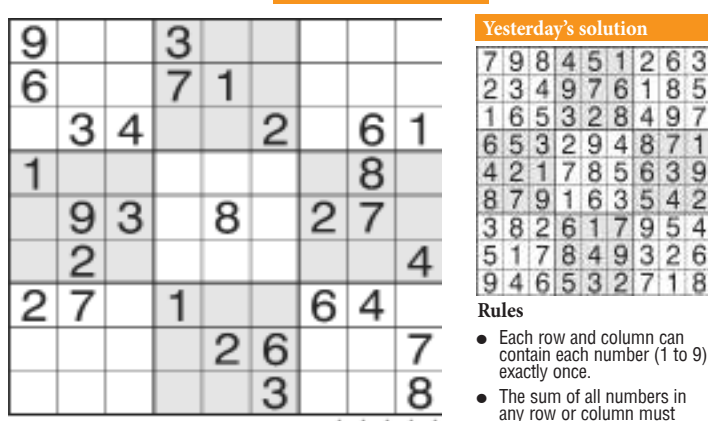 9 3
6 7 1
3 4 2 6 1
1 8
9 3 8 2 7
2 4
2 7 1 6 4
2 6 7
3 8
Yesterday's solution
7 9 8 4 5 1 2 6 3
2 3 4 9 7 6 1 8 5
1 6 5 3 2 8 4 9 7
6 5 3 2 9 4 8 7 1
4 2 1 7 8 5 6 3 9
8 7 9 1 6 3 5 4 2
3 8 2 6 1 7 9 5 4
5 1 7 8 4 9 3 2 6
9 4 6 5 3 2 7 1 8
Rules
● Each row and column can
contain each number (1 to 9)
exactly once.
● The sum of all numbers in
any row or column must